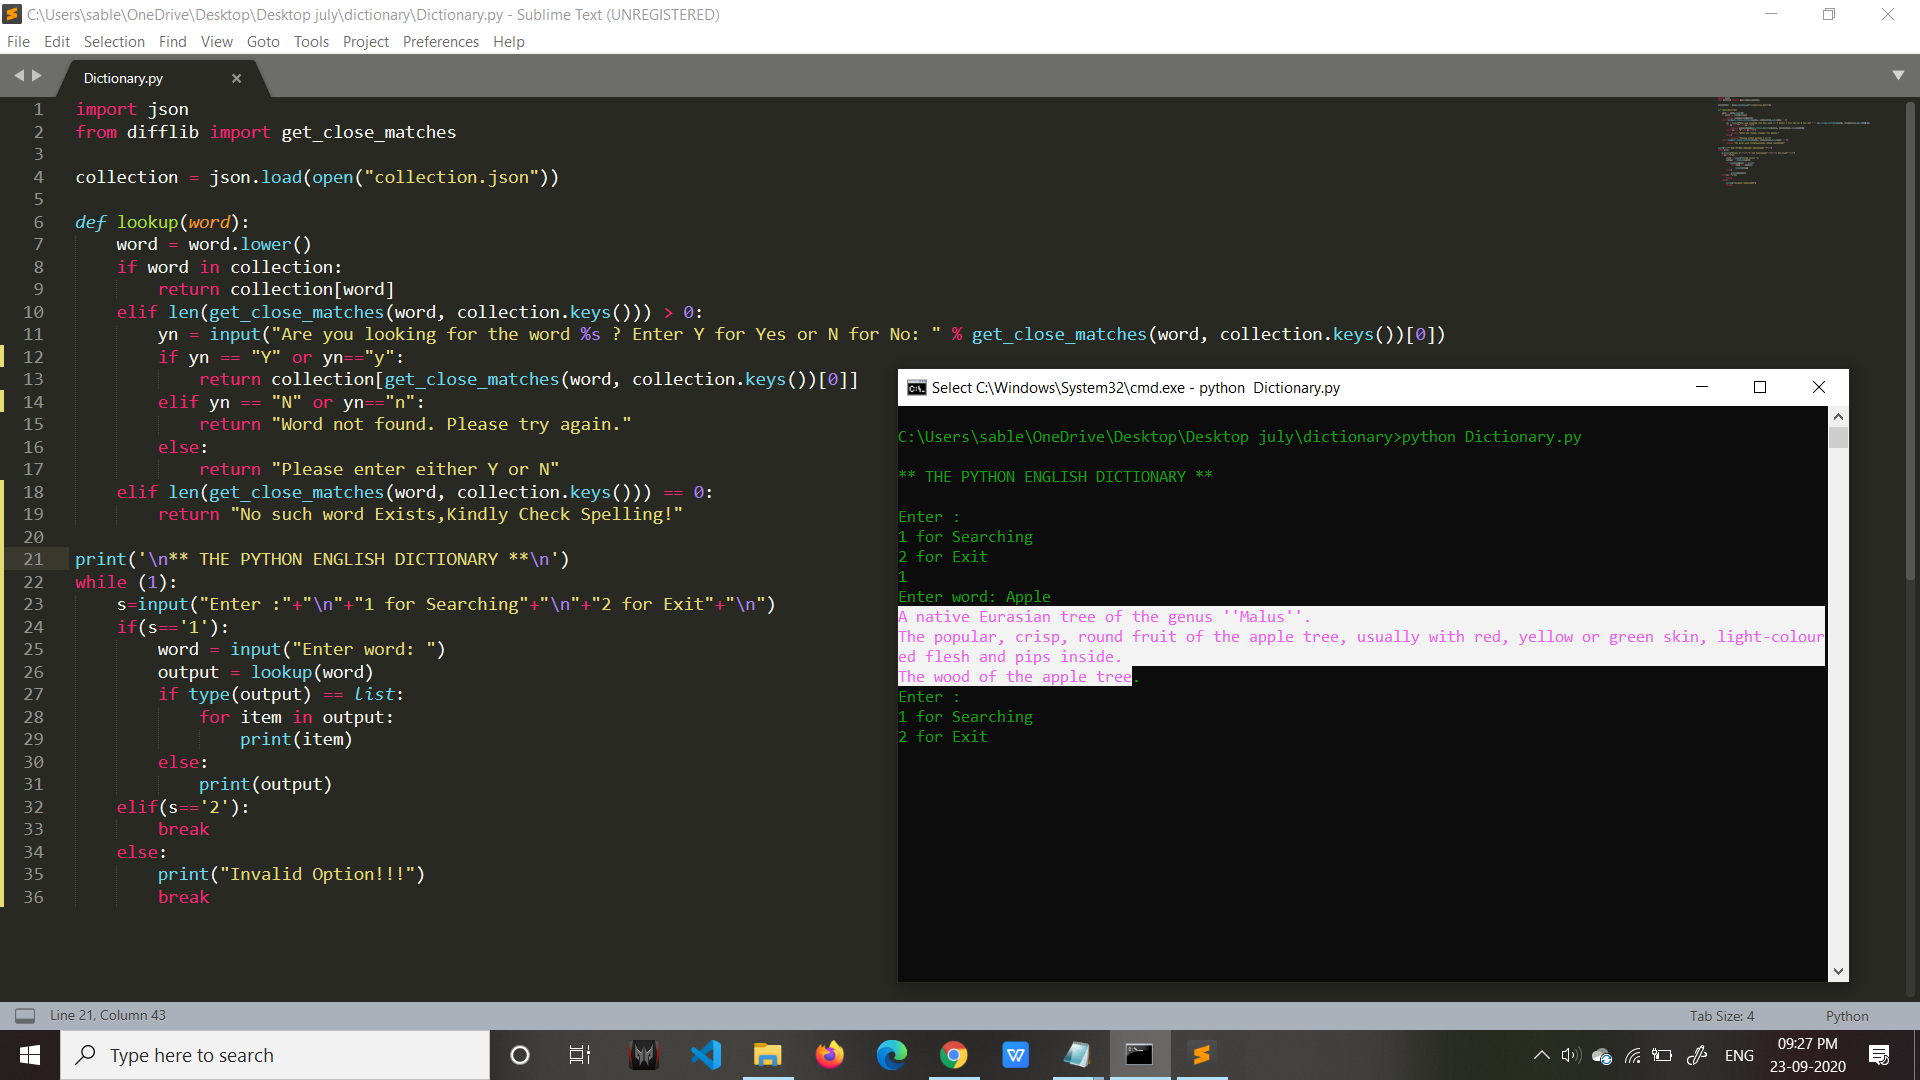 C:\Users\sable\OneDrive\Desktop\Desktop july\dictionary\Dictionary.py - Sublime Text (UNREGISTERED)
File Edit Selection Find View Goto Tools Project Preferences Help
Dictionary.py
1 import json
2 from difflib import get_close_matches
3
4 collection = json.load(open("collection.json"))
5
6 def lookup(word):
7     word = word.lower()
8     if word in collection:
9         return collection[word]
10     elif len(get_close_matches(word, collection.keys())) > 0:
11         yn = input("Are you looking for the word %s ? Enter Y for Yes or N for No: " % get_close_matches(word, collection.keys())[0])
12         if yn == "Y" or yn=="y":
13             return collection[get_close_matches(word, collection.keys())[0]]
14         elif yn == "N" or yn=="n":
15             return "Word not found. Please try again."
16         else:
17             return "Please enter either Y or N"
18     elif len(get_close_matches(word, collection.keys())) == 0:
19         return "No such word Exists,Kindly Check Spelling!"
20
21 print('\n** THE PYTHON ENGLISH DICTIONARY **\n')
22 while (1):
23     s=input("Enter :"+"\n"+"1 for Searching"+"\n"+"2 for Exit"+"\n")
24     if(s=='1'):
25         word = input("Enter word: ")
26         output = lookup(word)
27         if type(output) == list:
28             for item in output:
29                 print(item)
30         else:
31             print(output)
32     elif(s=='2'):
33         break
34     else:
35         print("Invalid Option!!!")
36         break
Select C:\Windows\System32\cmd.exe - python  Dictionary.py
C:\Users\sable\OneDrive\Desktop\Desktop july\dictionary>python Dictionary.py
** THE PYTHON ENGLISH DICTIONARY **
Enter :
1 for Searching
2 for Exit
1
Enter word: Apple
A native Eurasian tree of the genus ''Malus''.
The popular, crisp, round fruit of the apple tree, usually with red, yellow or green skin, light-colour
ed flesh and pips inside.
The wood of the apple tree.
Enter :
1 for Searching
2 for Exit
Line 21, Column 43
Tab Size: 4
Python
Type here to search
ENG
09:27 PM
23-09-2020